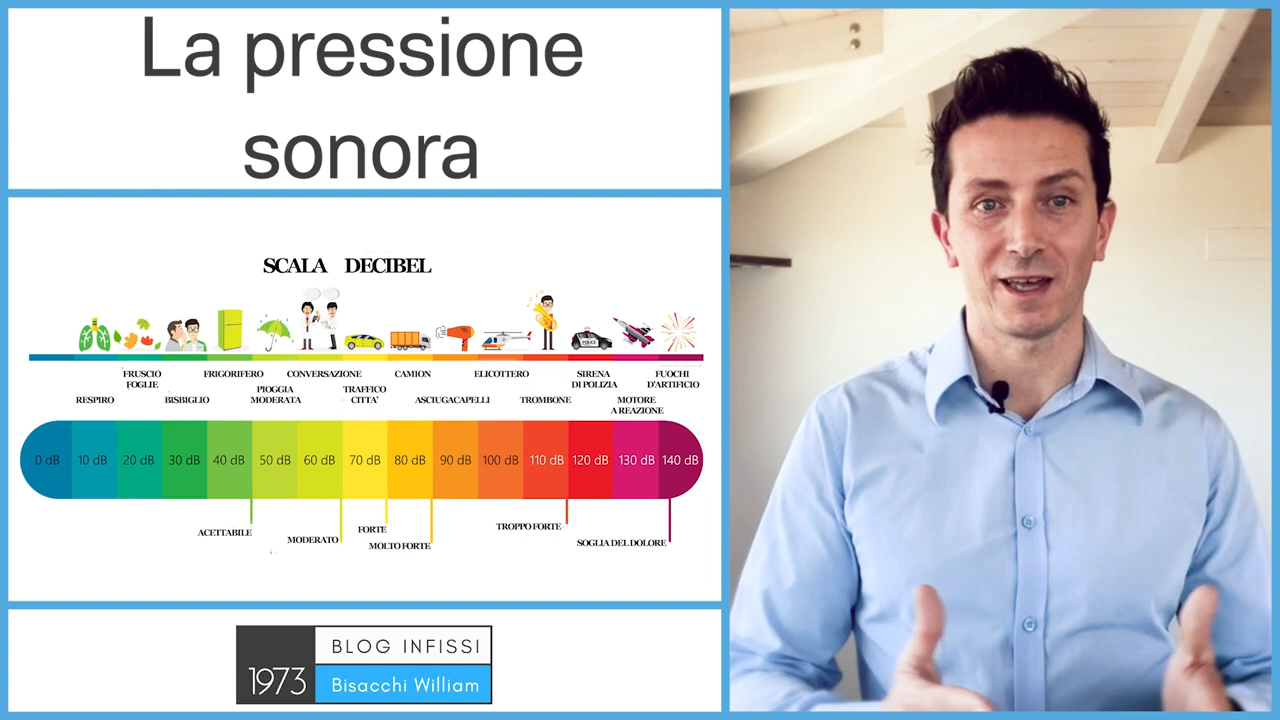 La pressione
sonora
SCALA DECIBEL
FRUSCIO FOGLIE
FRIGORIFERO
CONVERSAZIONE
CAMION
ELICOTTERO
SIRENA DI POLIZIA
FUOCHI D'ARTIFICIO
RESPIRO
BISBIGLIO
PIOGGIA MODERATA
TRAFFICO CITTA'
ASCIUGACAPELLI
TROMBONE
MOTORE A REAZIONE
POLICE
0 dB 10 dB 20 dB 30 dB 40 dB 50 dB 60 dB 70 dB 80 dB 90 dB 100 dB 110 dB 120 dB 130 dB 140 dB
ACETTABILE
MODERATO
FORTE
MOLTO FORTE
TROPPO FORTE
SOGLIA DEL DOLORE
1973
BLOG INFISSI
Bisacchi William